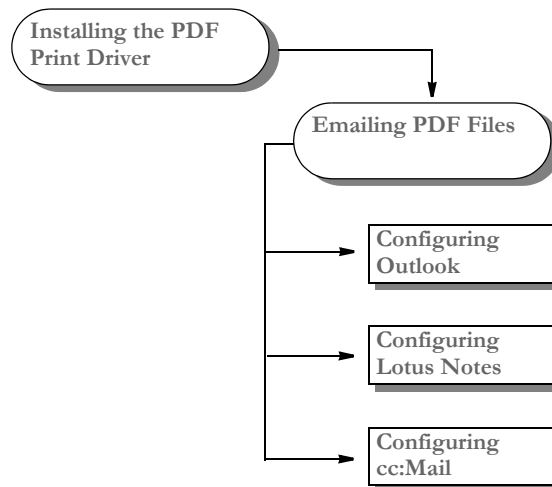 Installing the PDF
Print Driver
Emailing PDF Files
Configuring
Outlook
Configuring
Lotus Notes
Configuring
cc:Mail